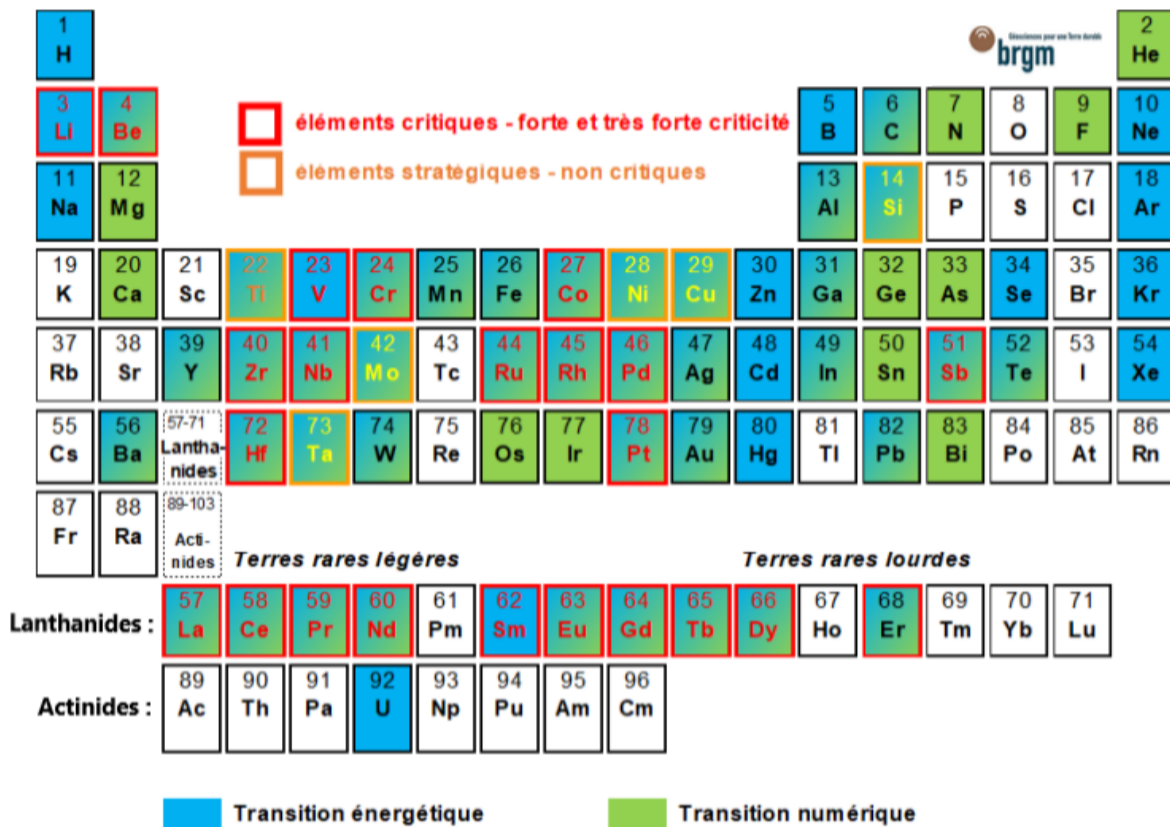 1 2
H Géosciences pour une Terre durable He
brgm
3 4 5 6 7 8 9 10
Li Be B C N O F Ne
éléments critiques - forte et très forte criticité
éléments stratégiques - non critiques
11 12 13 14 15 16 17 18
Na Mg Al Si P S Cl Ar
19 20 21 22 23 24 25 26 27 28 29 30 31 32 33 34 35 36
K Ca Sc Ti V Cr Mn Fe Co Ni Cu Zn Ga Ge As Se Br Kr
37 38 39 40 41 42 43 44 45 46 47 48 49 50 51 52 53 54
Rb Sr Y Zr Nb Mo Tc Ru Rh Pd Ag Cd In Sn Sb Te I Xe
55 56 57-71 72 73 74 75 76 77 78 79 80 81 82 83 84 85 86
Cs Ba Lantha- Hf Ta W Re Os Ir Pt Au Hg Tl Pb Bi Po At Rn
nides
87 88 89-103
Fr Ra Acti-
nides
Terres rares légères Terres rares lourdes
57 58 59 60 61 62 63 64 65 66 67 68 69 70 71
Lanthanides : La Ce Pr Nd Pm Sm Eu Gd Tb Dy Ho Er Tm Yb Lu
89 90 91 92 93 94 95 96
Actinides : Ac Th Pa U Np Pu Am Cm
Transition énergétique Transition numérique